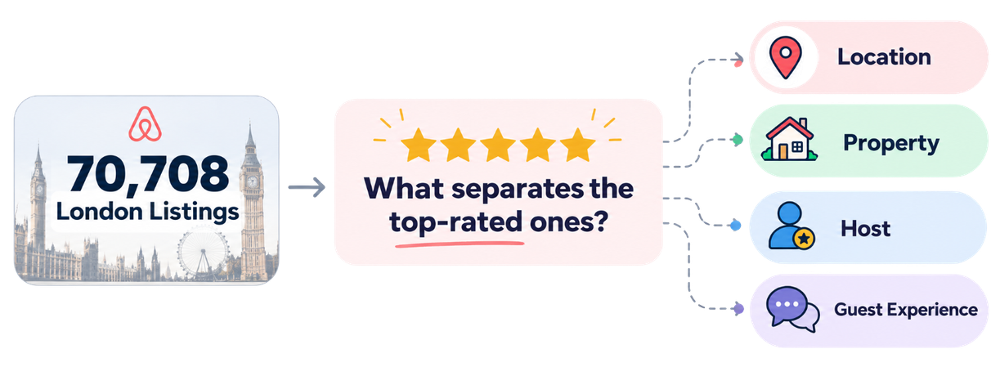 70,708
London Listings
What separates the
top-rated ones?
Location
Property
Host
Guest Experience